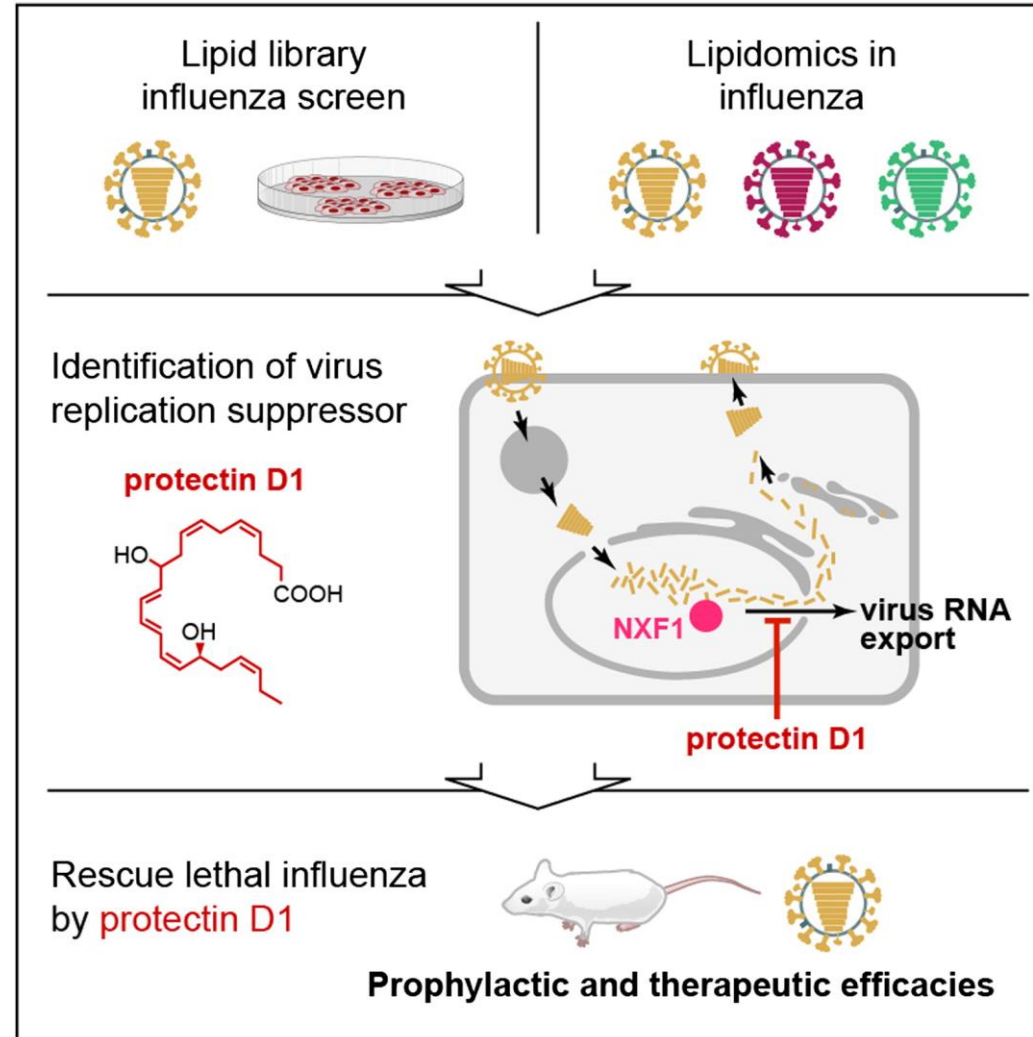 Lipid library
influenza screen
Lipidomics in
influenza
Identification of virus
replication suppressor
protectin D1
HO
COOH
OH
NXF1
virus RNA
export
protectin D1
Rescue lethal influenza
by protectin D1
Prophylactic and therapeutic efficacies